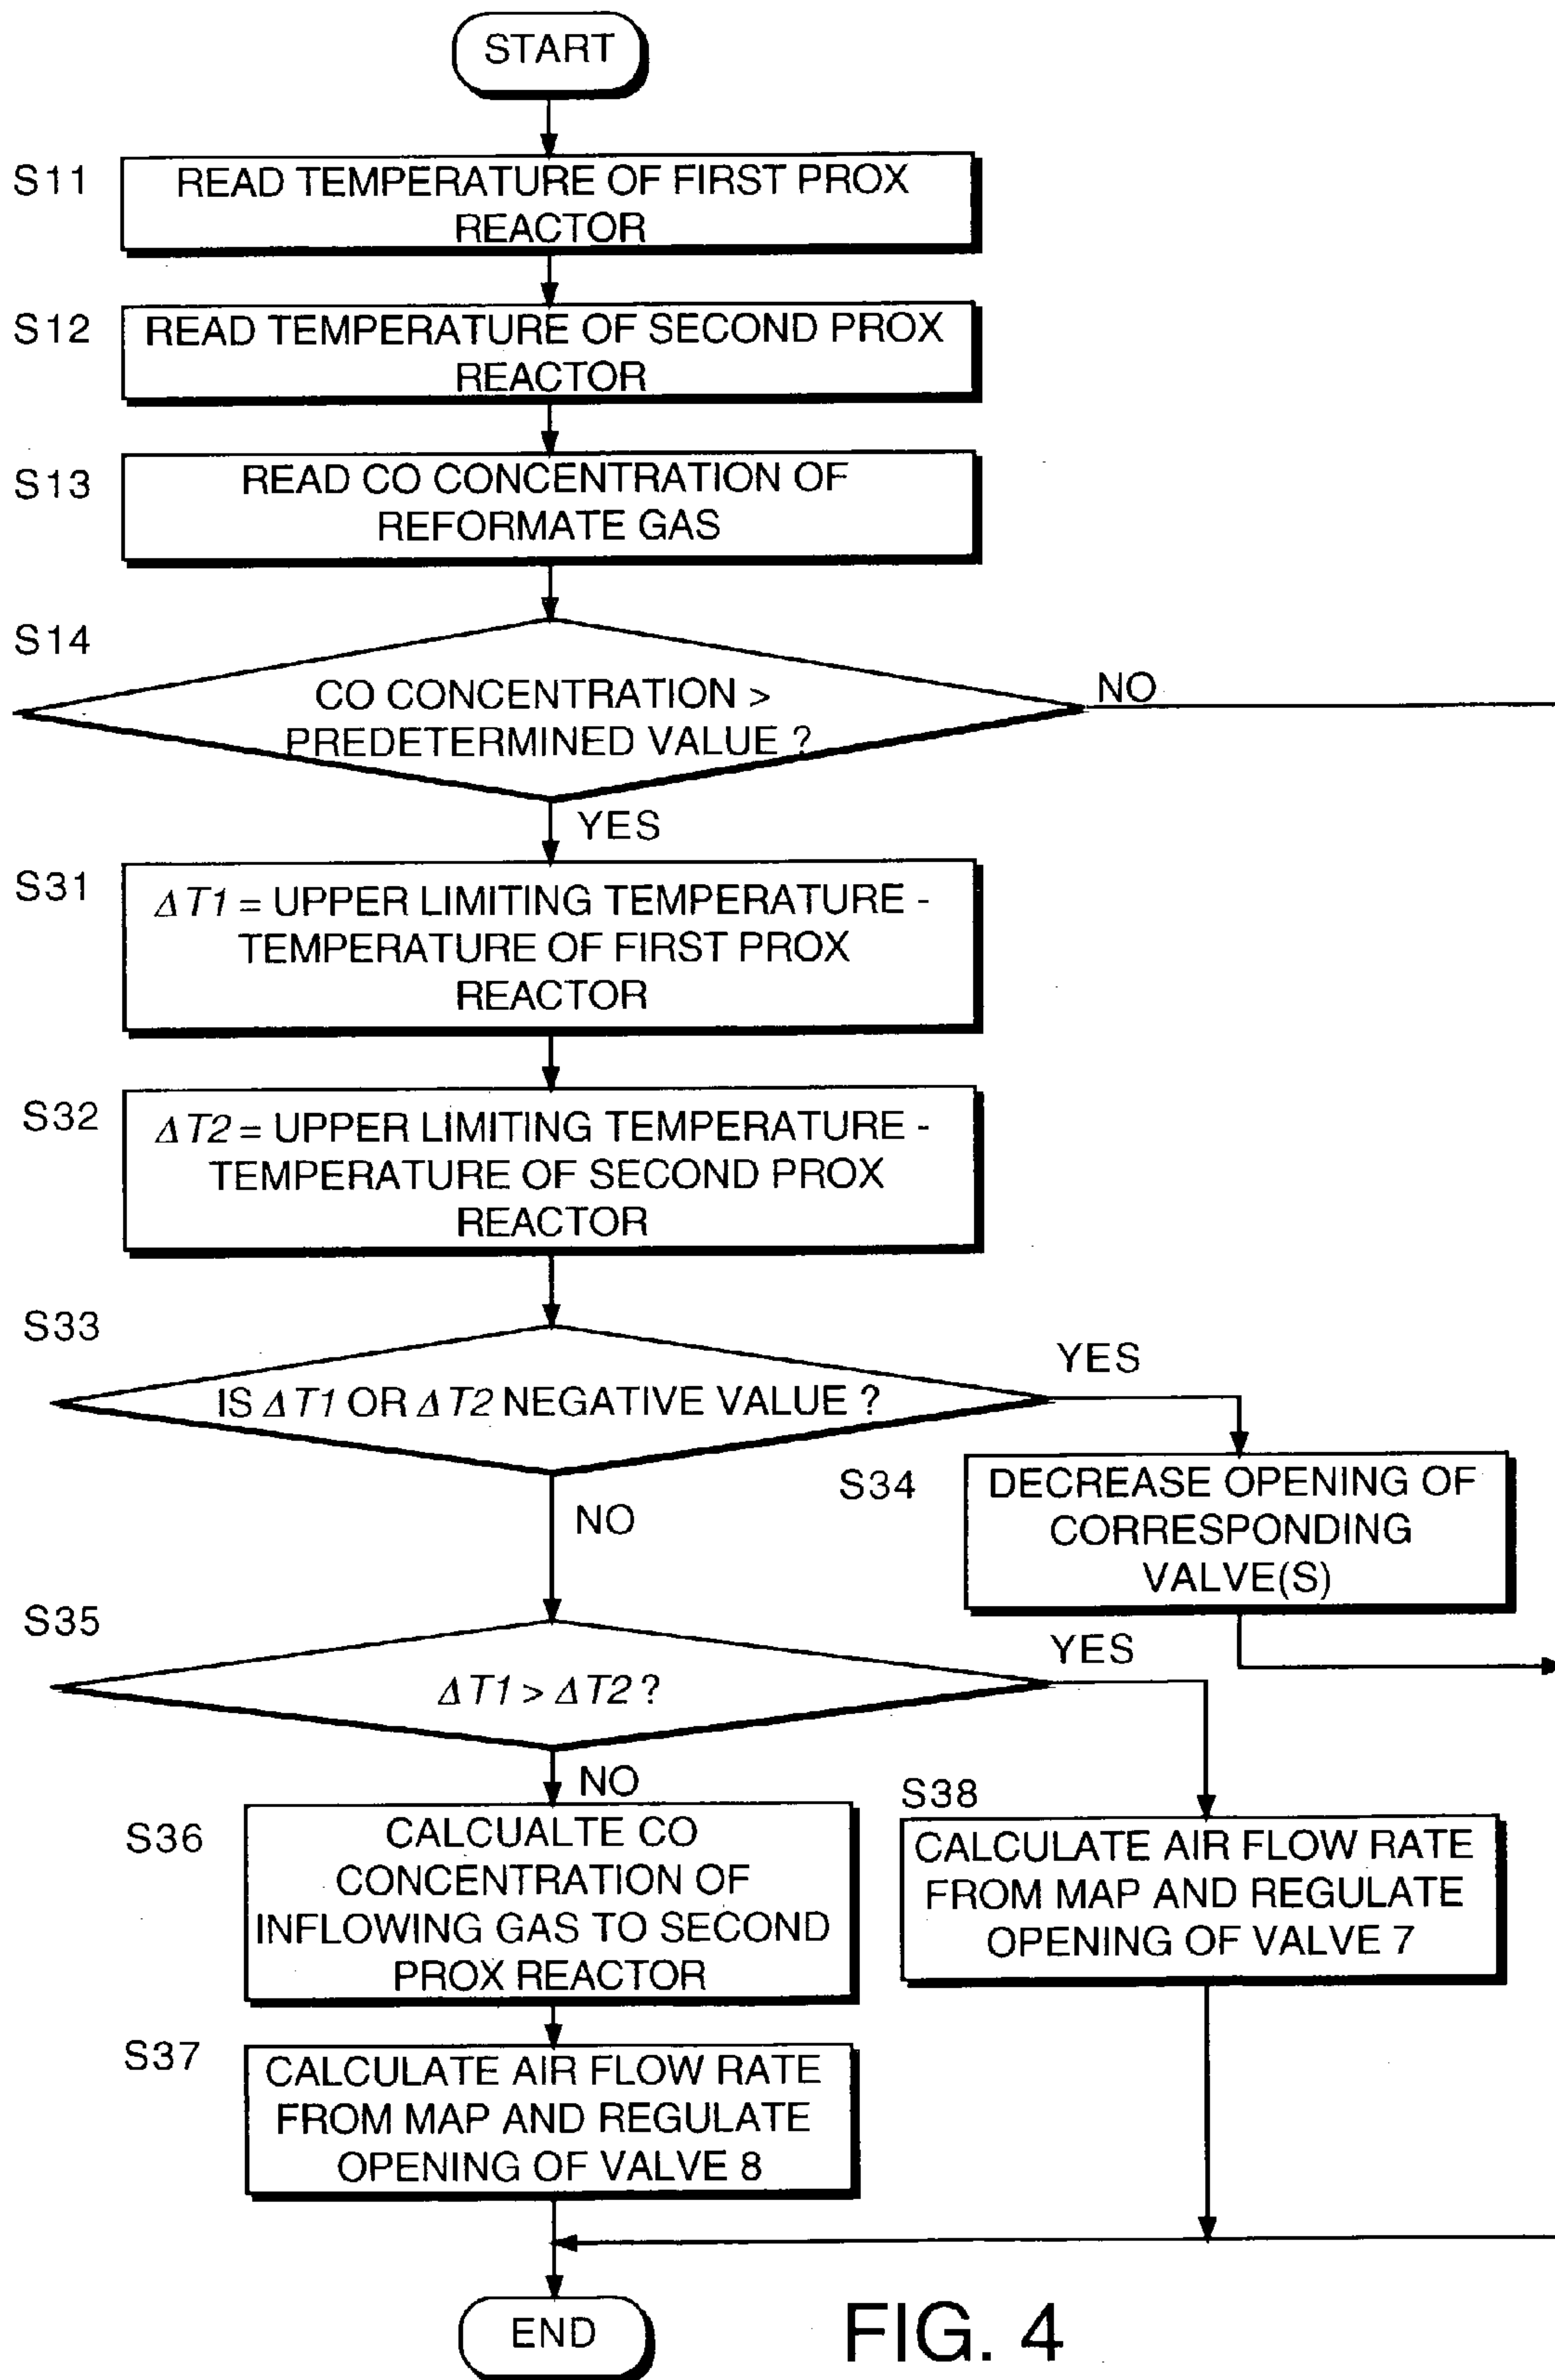 START
S11
READ TEMPERATURE OF FIRST PROX
REACTOR
S12
READ TEMPERATURE OF SECOND PROX
REACTOR
S13
READ CO CONCENTRATION OF
REFORMATE GAS
S14
CO CONCENTRATION >
PREDETERMINED VALUE ?
NO
YES
S31
ΔT1 = UPPER LIMITING TEMPERATURE -
TEMPERATURE OF FIRST PROX
REACTOR
S32
ΔT2 = UPPER LIMITING TEMPERATURE -
TEMPERATURE OF SECOND PROX
REACTOR
S33
IS ΔT1 OR ΔT2 NEGATIVE VALUE ?
YES
NO
S34
DECREASE OPENING OF
CORRESPONDING
VALVE(S)
S35
ΔT1 > ΔT2 ?
YES
NO
S36
CALCUALTE CO
CONCENTRATION OF
INFLOWING GAS TO SECOND
PROX REACTOR
S38
CALCULATE AIR FLOW RATE
FROM MAP AND REGULATE
OPENING OF VALVE 7
S37
CALCULATE AIR FLOW RATE
FROM MAP AND REGULATE
OPENING OF VALVE 8
END
FIG. 4